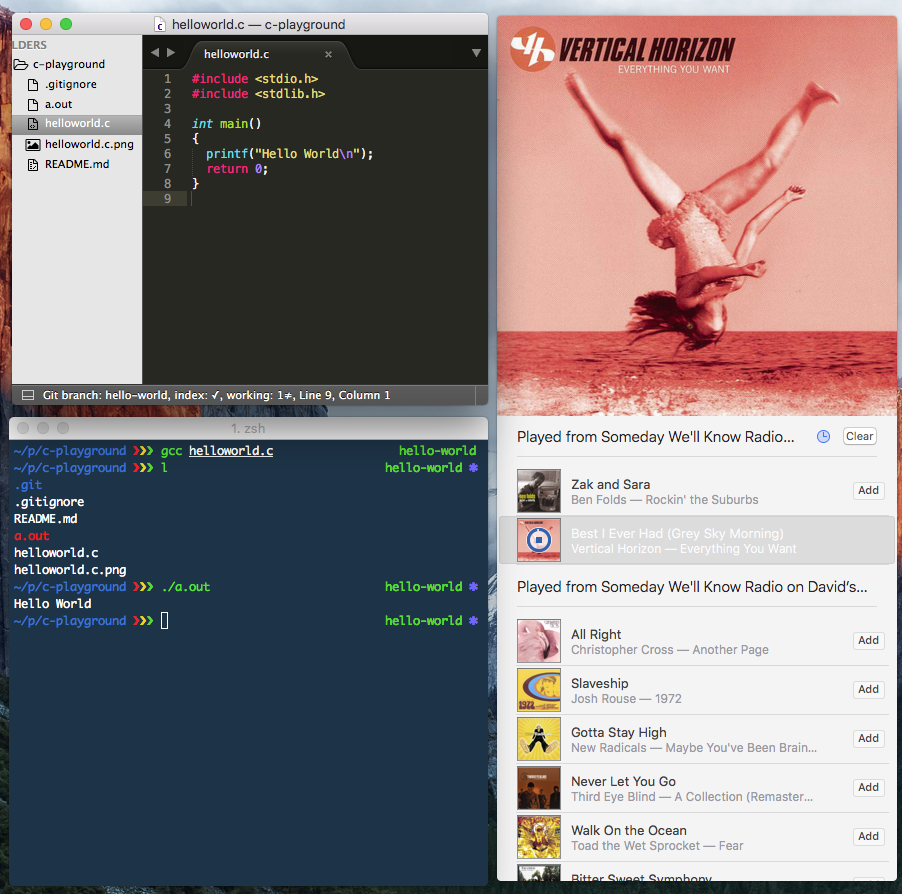 helloworld.c — c-playground
LDERS
c-playground
.gitignore
a.out
helloworld.c
helloworld.c.png
README.md
helloworld.c ×
1 #include <stdio.h>
2 #include <stdlib.h>
3
4 int main()
5 {
6 printf("Hello World\n");
7 return 0;
8 }
9
Git branch: hello-world, index: ✓, working: 1≠, Line 9, Column 1
1. zsh
~/p/c-playground ❯❯❯ gcc helloworld.c hello-world
~/p/c-playground ❯❯❯ l hello-world ✱
.git
.gitignore
README.md
a.out
helloworld.c
helloworld.c.png
~/p/c-playground ❯❯❯ ./a.out hello-world ✱
Hello World
~/p/c-playground ❯❯❯ hello-world ✱
VERTICAL HORIZON
EVERYTHING YOU WANT
Played from Someday We'll Know Radio... Clear
Zak and Sara
Ben Folds — Rockin' the Suburbs
Add
Best I Ever Had (Grey Sky Morning)
Vertical Horizon — Everything You Want
Played from Someday We'll Know Radio on David's...
All Right
Christopher Cross — Another Page
Add
Slaveship
Josh Rouse — 1972
Add
Gotta Stay High
New Radicals — Maybe You've Been Brain...
Add
Never Let You Go
Third Eye Blind — A Collection (Remaster...
Add
Walk On the Ocean
Toad the Wet Sprocket — Fear
Add
Bitter Sweet Symphony